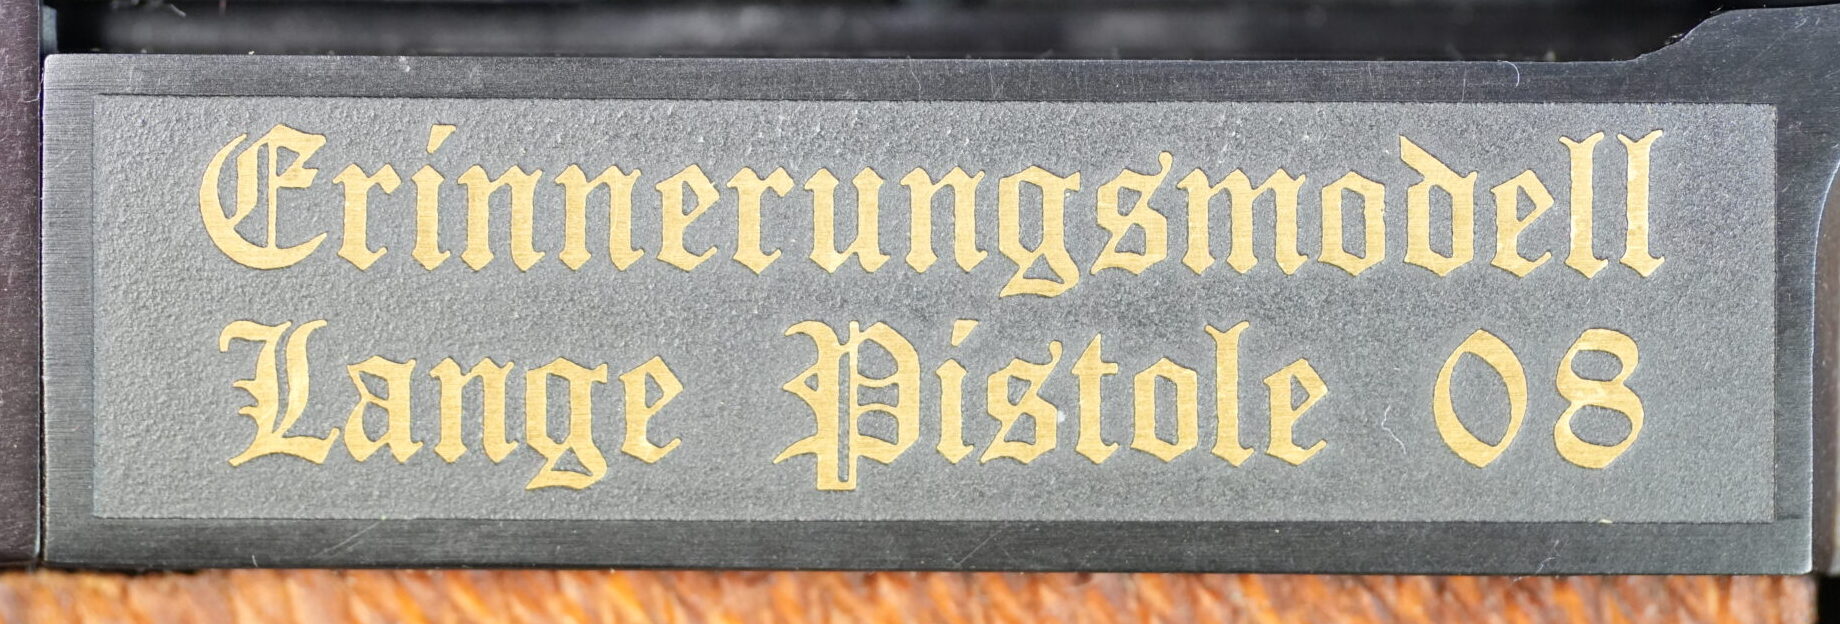 Erinnerungsmodell
Lange Pistole 08